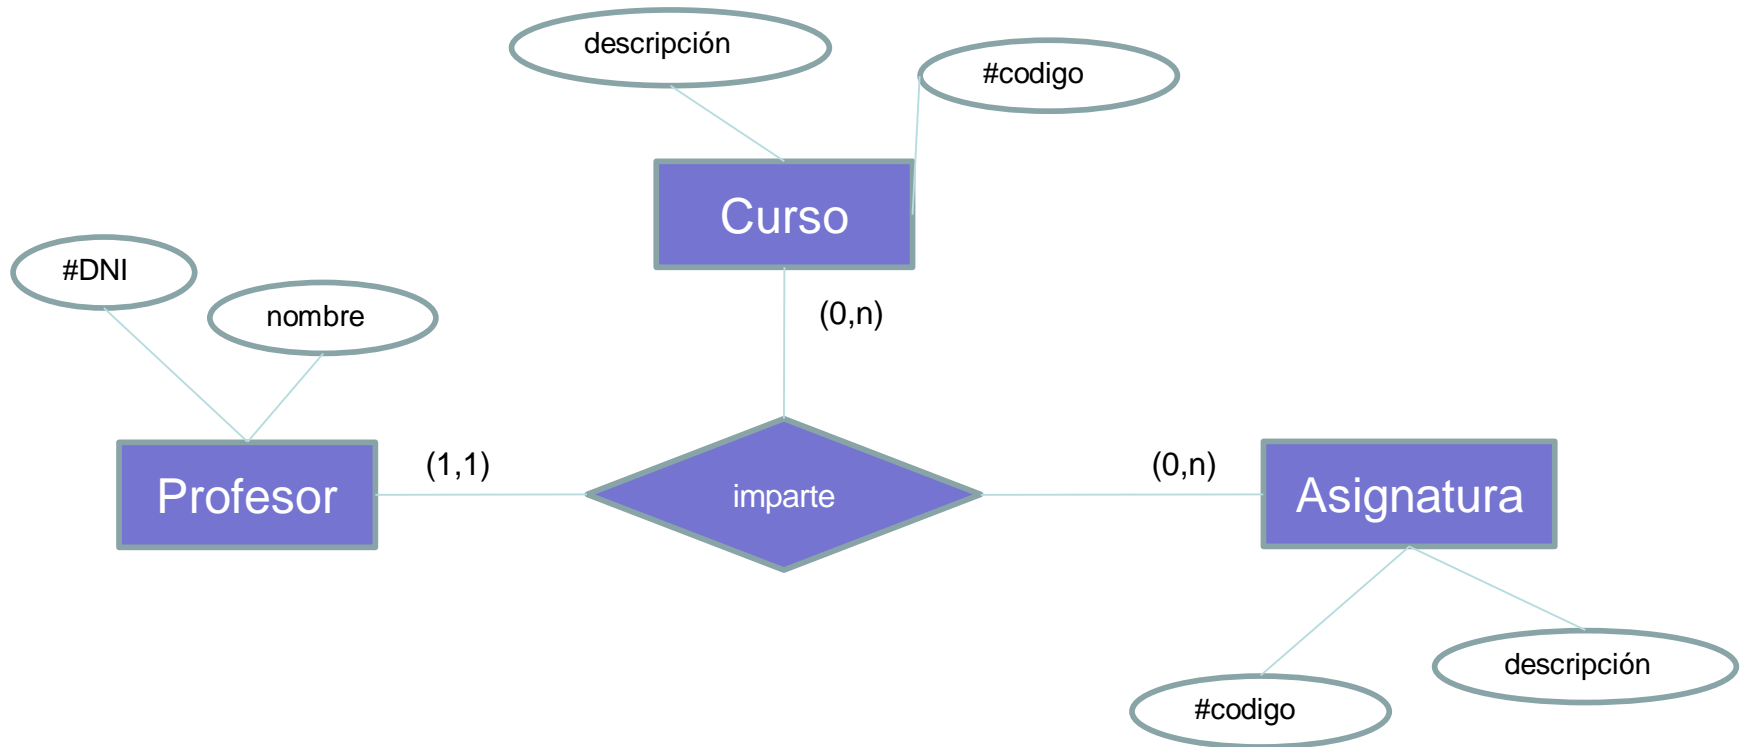 descripción
#codigo
Curso
#DNI
nombre
(0,n)
Profesor
(1,1)
imparte
(0,n)
Asignatura
#codigo
descripción